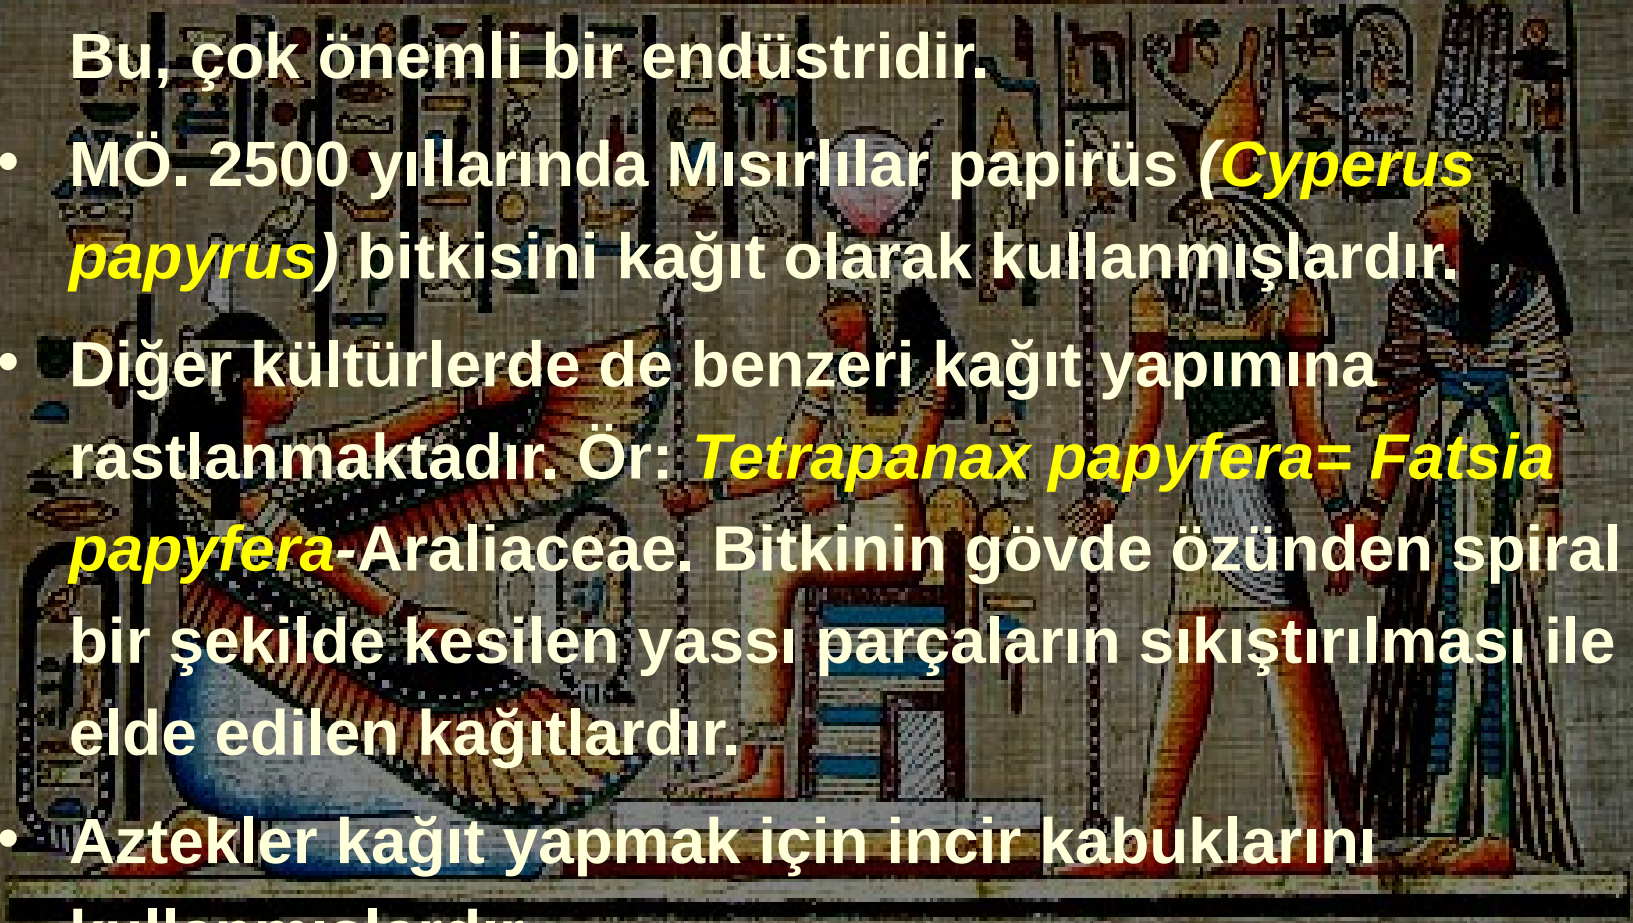 Bu, çok önemli bir endüstridir.
• MÖ. 2500 yıllarında Mısırlılar papirüs (Cyperus
papyrus) bitkisini kağıt olarak kullanmışlardır.
• Diğer kültürlerde de benzeri kağıt yapımına
rastlanmaktadır. Ör: Tetrapanax papyfera= Fatsia
papyfera-Araliaceae. Bitkinin gövde özünden spiral
bir şekilde kesilen yassı parçaların sıkıştırılması ile
elde edilen kağıtlardır.
• Aztekler kağıt yapmak için incir kabuklarını
kullanmışlardır.